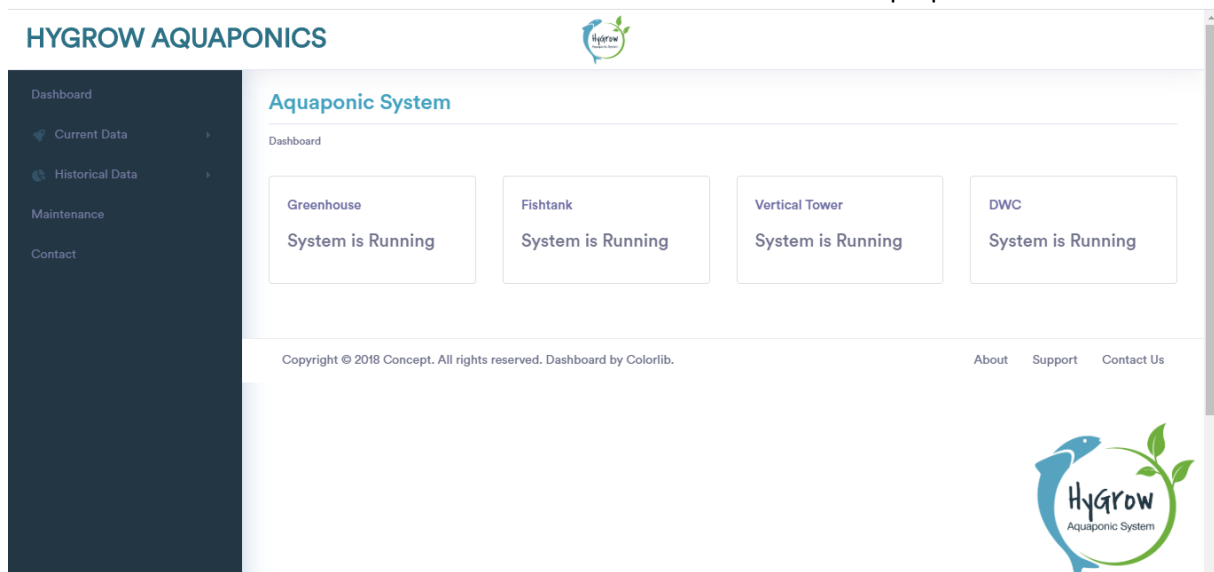 HYGROW AQUAPONICS
HyGrow
Dashboard
Current Data
Historical Data
Maintenance
Contact
Aquaponic System
Dashboard
Greenhouse
System is Running
Fishtank
System is Running
Vertical Tower
System is Running
DWC
System is Running
Copyright © 2018 Concept. All rights reserved. Dashboard by Colorlib.
About Support Contact Us
HyGrow
Aquaponic System